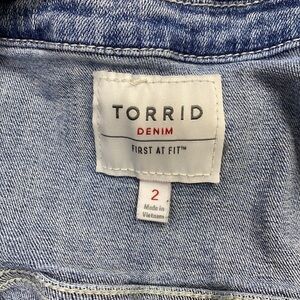 TORRID
DENIM
FIRST AT FIT™
2
Made in
Vietnam